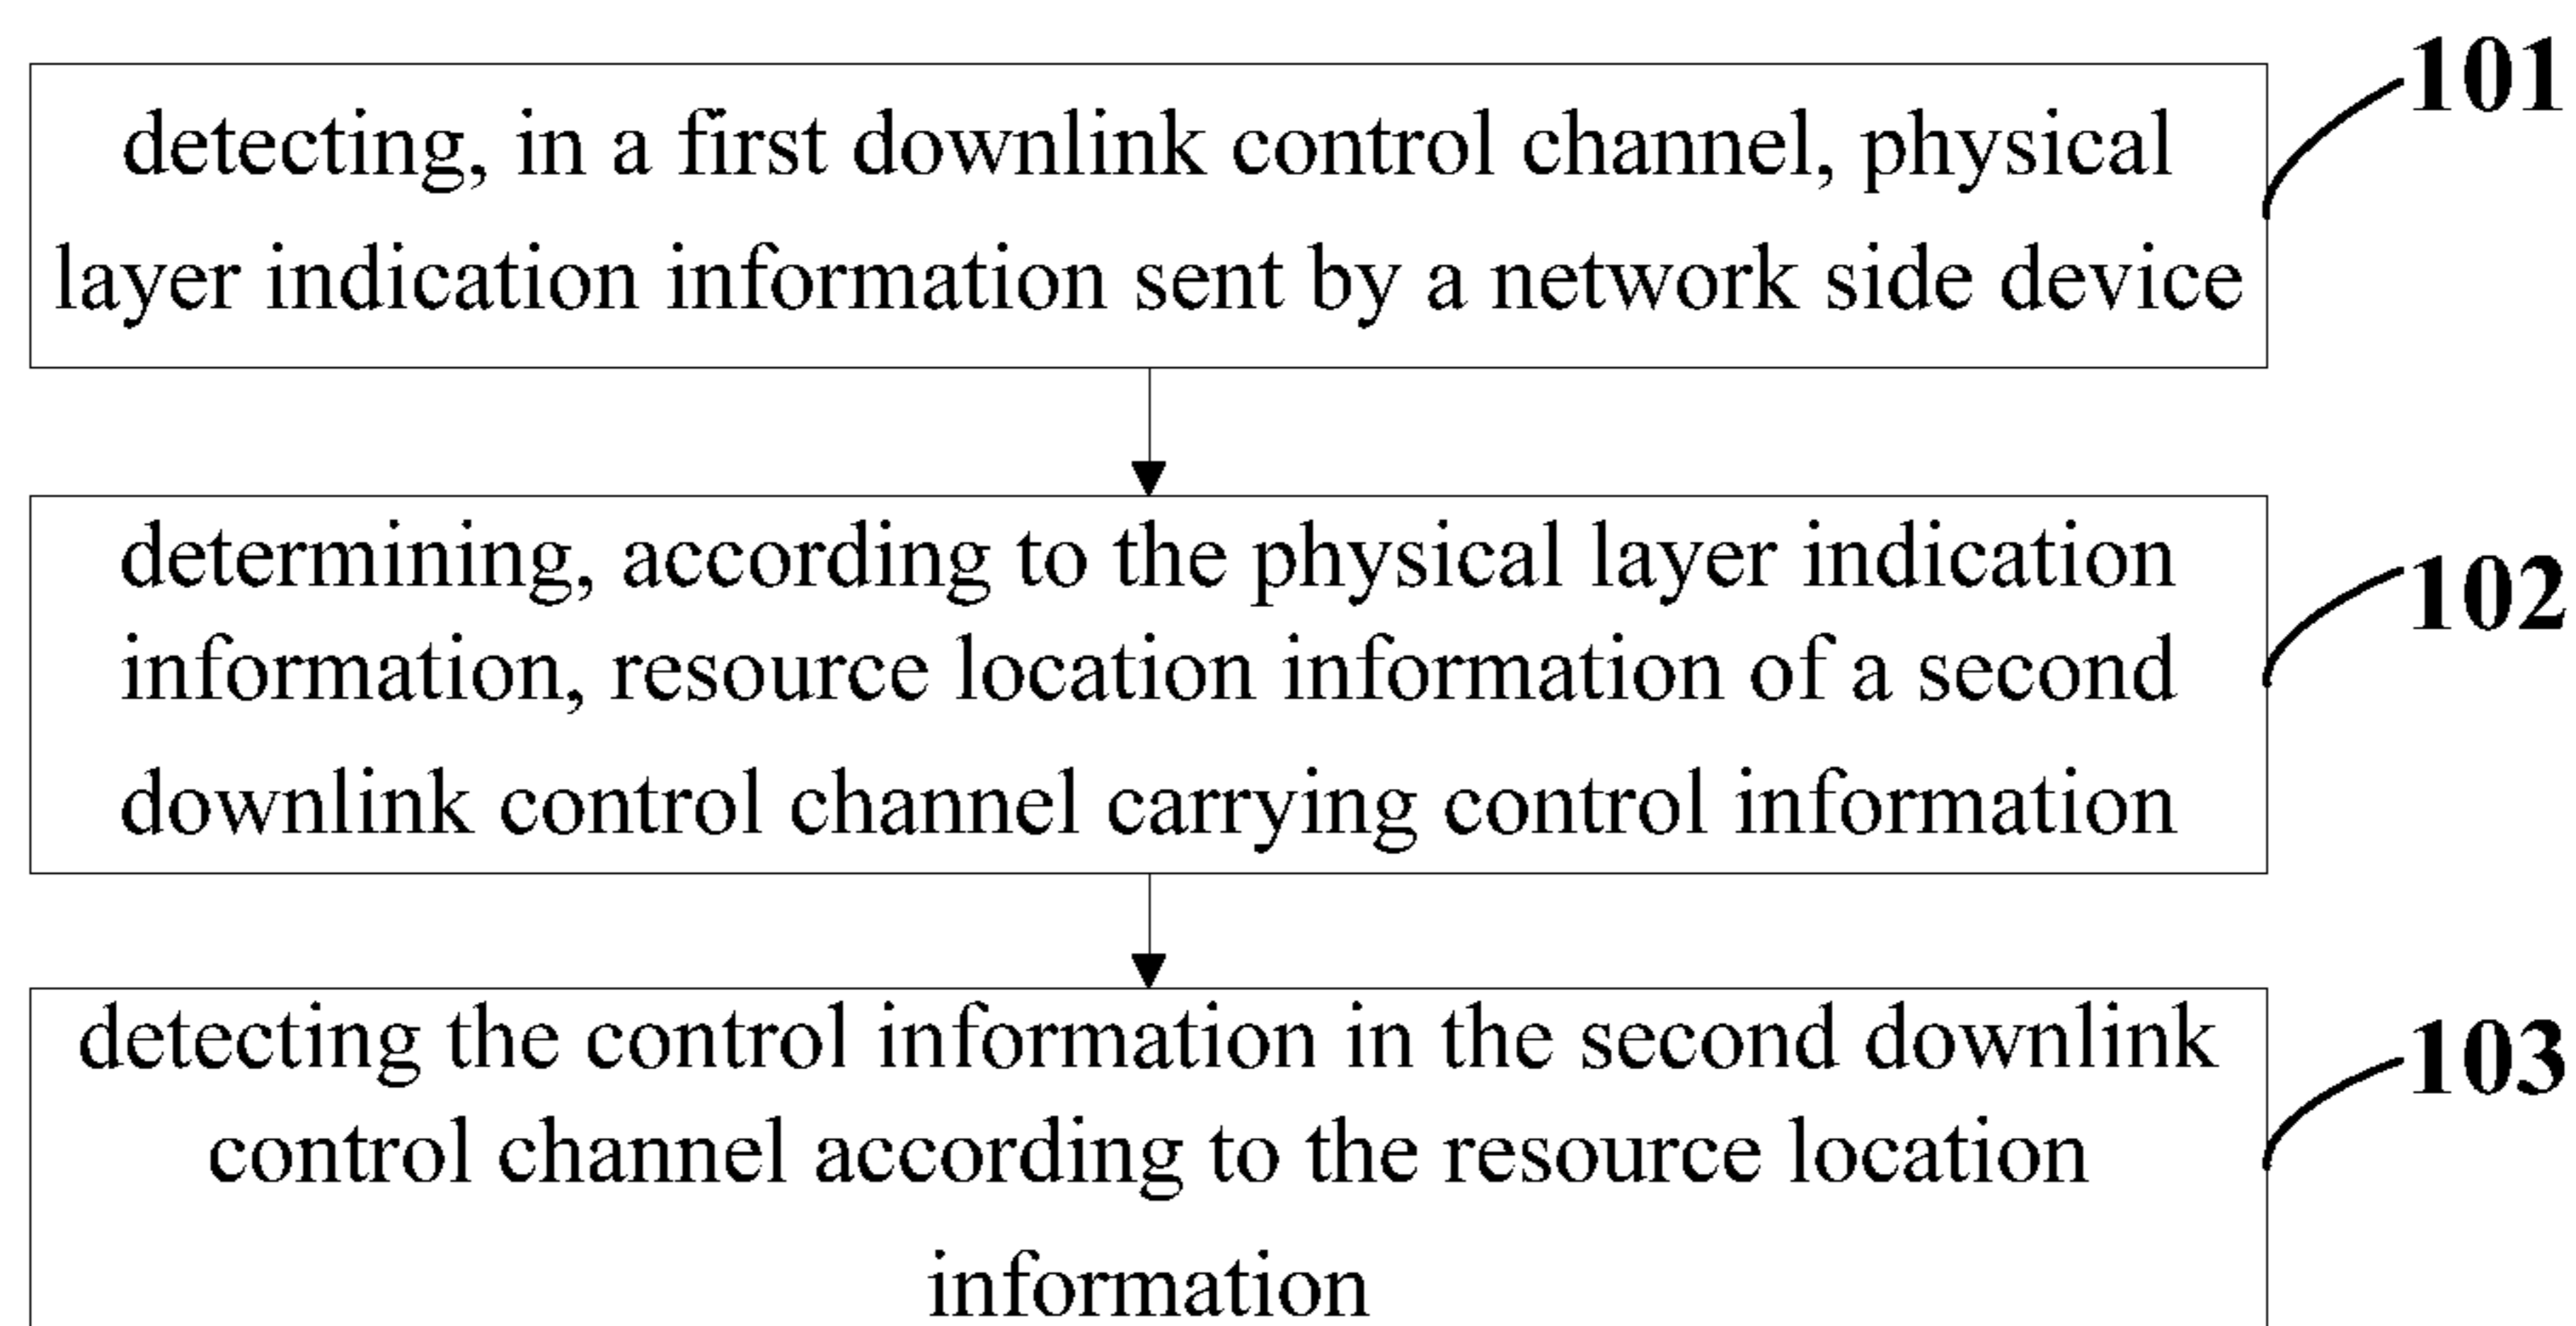 101
detecting, in a first downlink control channel, physical
layer indication information sent by a network side device
102
determining, according to the physical layer indication
information, resource location information of a second
downlink control channel carrying control information
103
detecting the control information in the second downlink
control channel according to the resource location
information